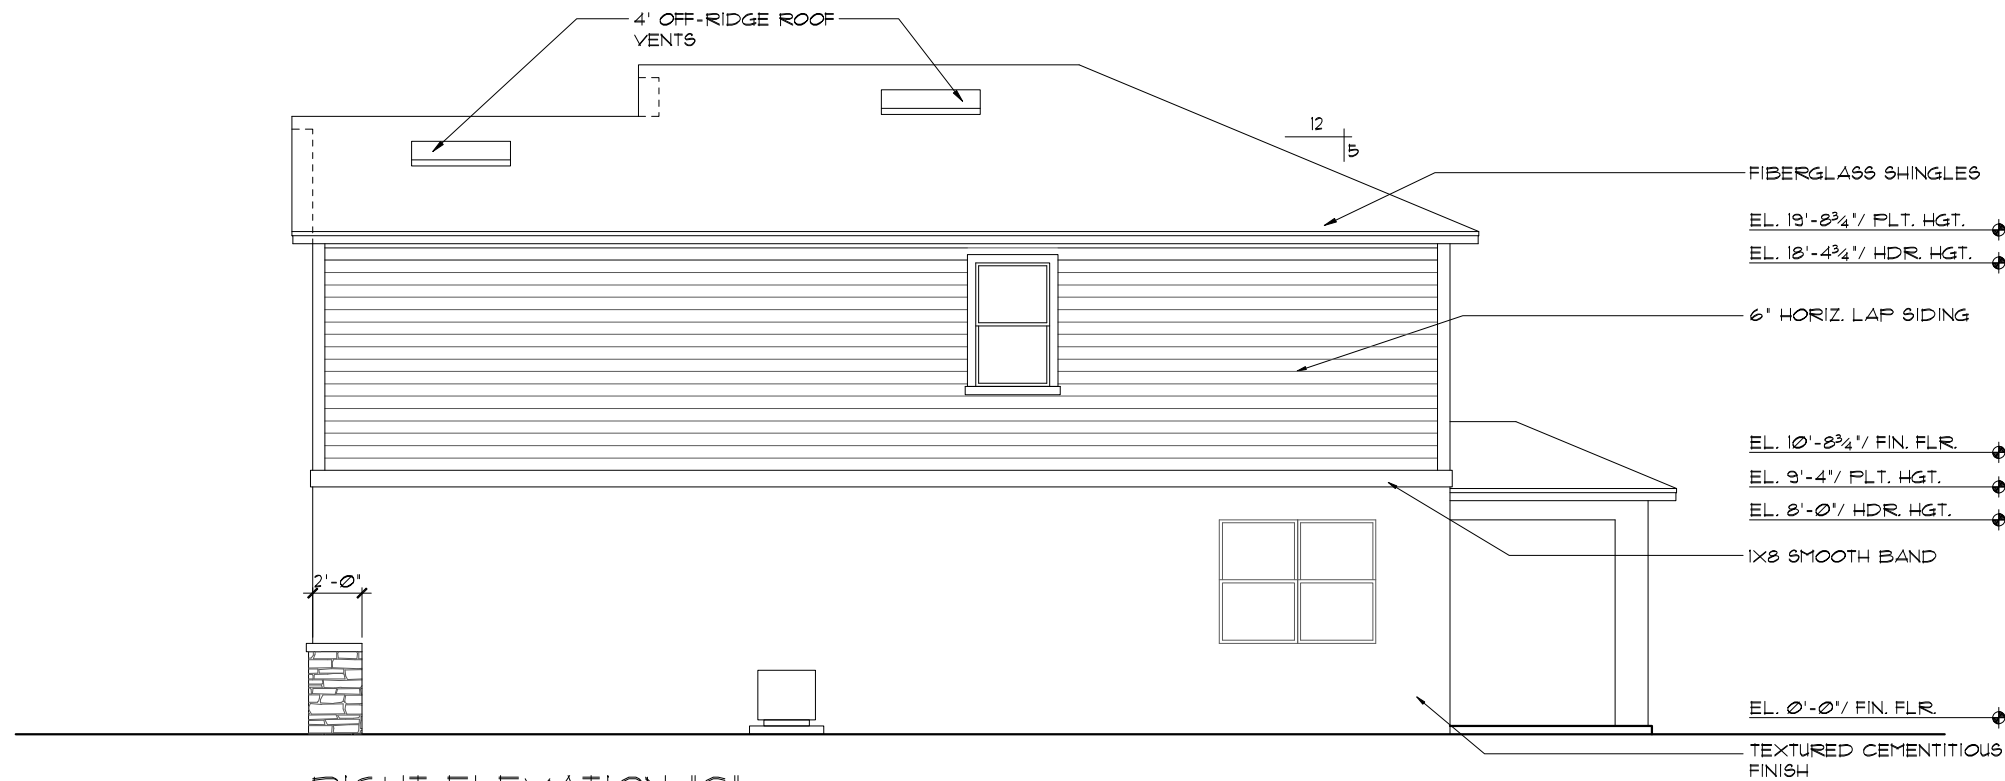 4' OFF-RIDGE ROOF
VENTS
12
5
FIBERGLASS SHINGLES
EL. 19'-8¾"/ PLT. HGT.
EL. 18'-4¾"/ HDR. HGT.
6" HORIZ. LAP SIDING
EL. 10'-8¾"/ FIN. FLR.
EL. 9'-4"/ PLT. HGT.
EL. 8'-0"/ HDR. HGT.
1X8 SMOOTH BAND
2'-0"
EL. 0'-0"/ FIN. FLR.
TEXTURED CEMENTITIOUS
FINISH
RIGHT ELEVATION